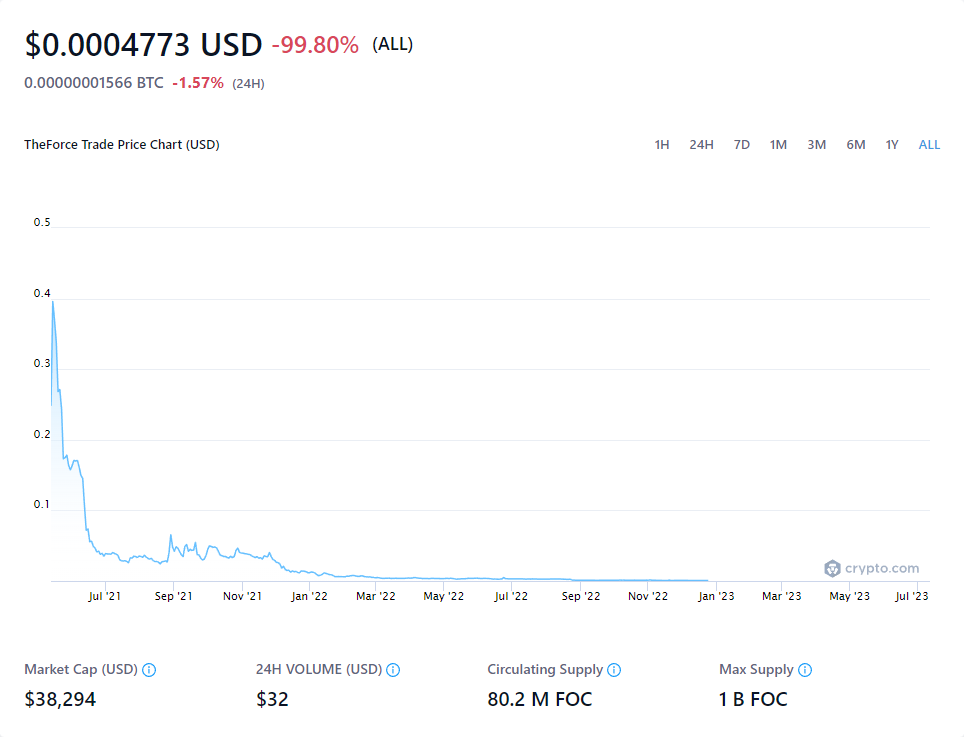 $0.0004773 USD -99.80% (ALL)
0.00000001566 BTC -1.57% (24H)
TheForce Trade Price Chart (USD) 1H 24H 7D 1M 3M 6M 1Y ALL
0.5
0.4
0.3
0.2
0.1
crypto.com
Jul '21 Sep '21 Nov '21 Jan '22 Mar '22 May '22 Jul '22 Sep '22 Nov '22 Jan '23 Mar '23 May '23 Jul '23
Market Cap (USD) 24H VOLUME (USD) Circulating Supply Max Supply
$38,294 $32 80.2 M FOC 1 B FOC